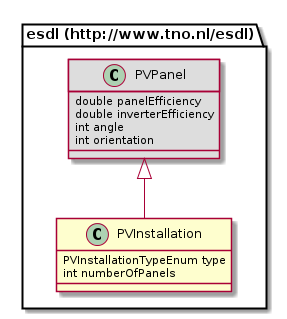 esdl (http://www.tno.nl/esdl)
C PVPanel
double panelEfficiency
double inverterEfficiency
int angle
int orientation
C PVInstallation
PVInstallationTypeEnum type
int numberOfPanels